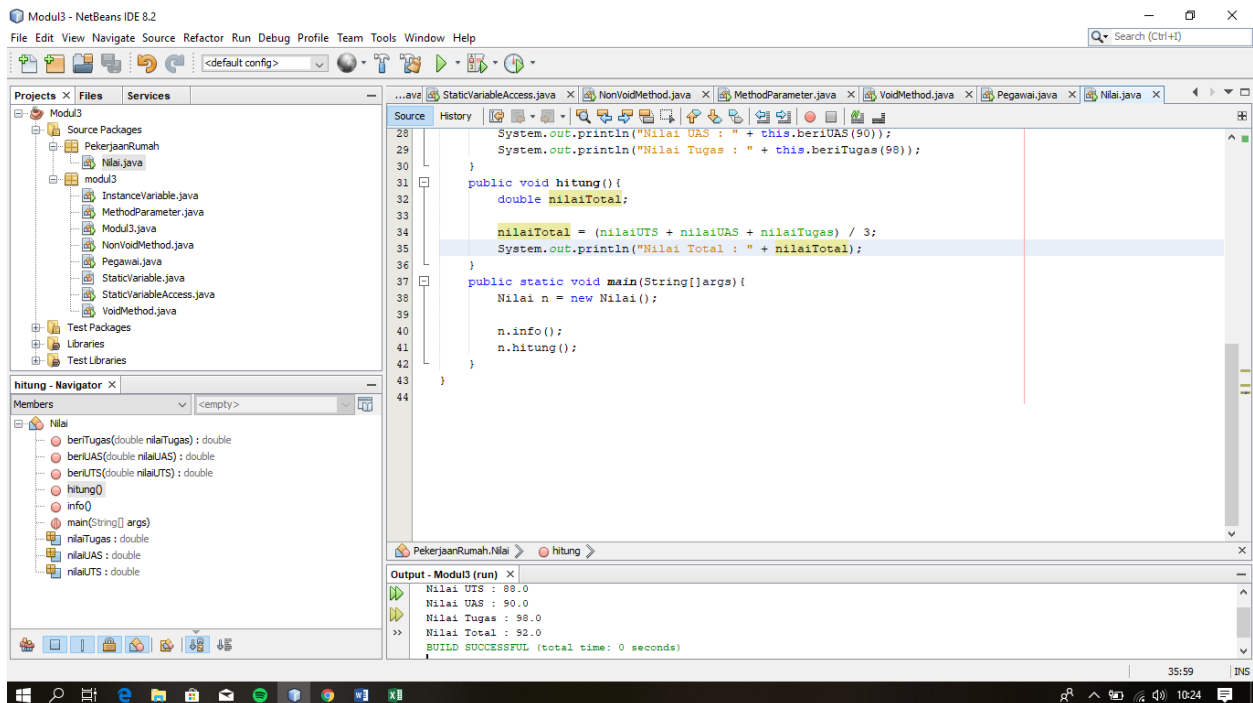 Modul3 - NetBeans IDE 8.2
File Edit View Navigate Source Refactor Run Debug Profile Team Tools Window Help
Search (Ctrl+I)
<default config>
Projects Files Services
Modul3
Source Packages
PekerjaanRumah
Nilai.java
modul3
InstanceVariable.java
MethodParameter.java
Modul3.java
NonVoidMethod.java
Pegawai.java
StaticVariable.java
StaticVariableAccess.java
VoidMethod.java
Test Packages
Libraries
Test Libraries
hitung - Navigator
Members <empty>
Nilai
beriTugas(double nilaiTugas) : double
beriUAS(double nilaiUAS) : double
beriUTS(double nilaiUTS) : double
hitung()
info()
main(String[] args)
nilaiTugas : double
nilaiUAS : double
nilaiUTS : double
...ava StaticVariableAccess.java NonVoidMethod.java MethodParameter.java VoidMethod.java Pegawai.java Nilai.java
Source History
28 System.out.println("Nilai UAS : " + this.beriUAS(90));
29 System.out.println("Nilai Tugas : " + this.beriTugas(98));
30 }
31 public void hitung(){
32 double nilaiTotal;
33
34 nilaiTotal = (nilaiUTS + nilaiUAS + nilaiTugas) / 3;
35 System.out.println("Nilai Total : " + nilaiTotal);
36 }
37 public static void main(String[]args){
38 Nilai n = new Nilai();
39
40 n.info();
41 n.hitung();
42 }
43 }
44
PekerjaanRumah.Nilai hitung
Output - Modul3 (run)
Nilai UTS : 88.0
Nilai UAS : 90.0
Nilai Tugas : 98.0
Nilai Total : 92.0
BUILD SUCCESSFUL (total time: 0 seconds)
35:59 INS
10:24